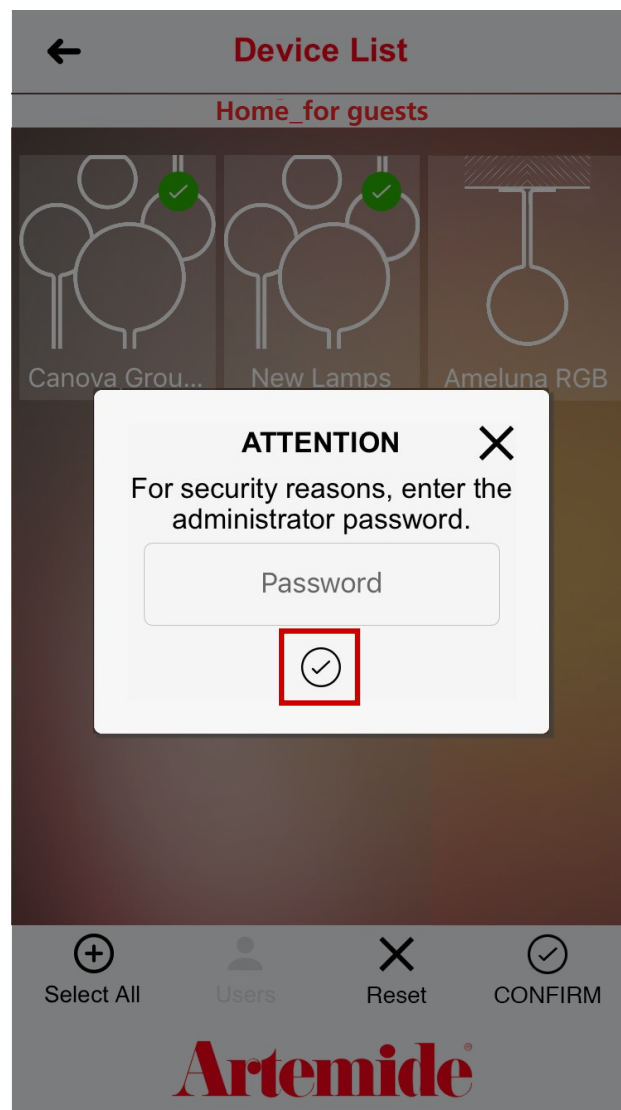 Device List
Home_for guests
Canova Grou...
New Lamps
Ameluna RGB
ATTENTION
For security reasons, enter the
administrator password.
Password
Select All
Users
Reset
CONFIRM
Artemide®